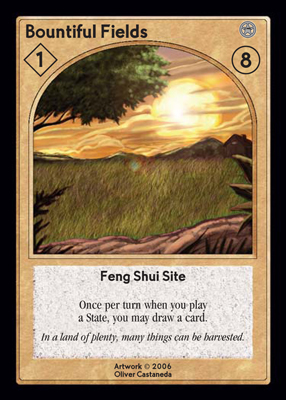 Bountiful Fields
1
8
Feng Shui Site
Once per turn when you play
a State, you may draw a card.
In a land of plenty, many things can be harvested.
Artwork © 2006
Oliver Castaneda